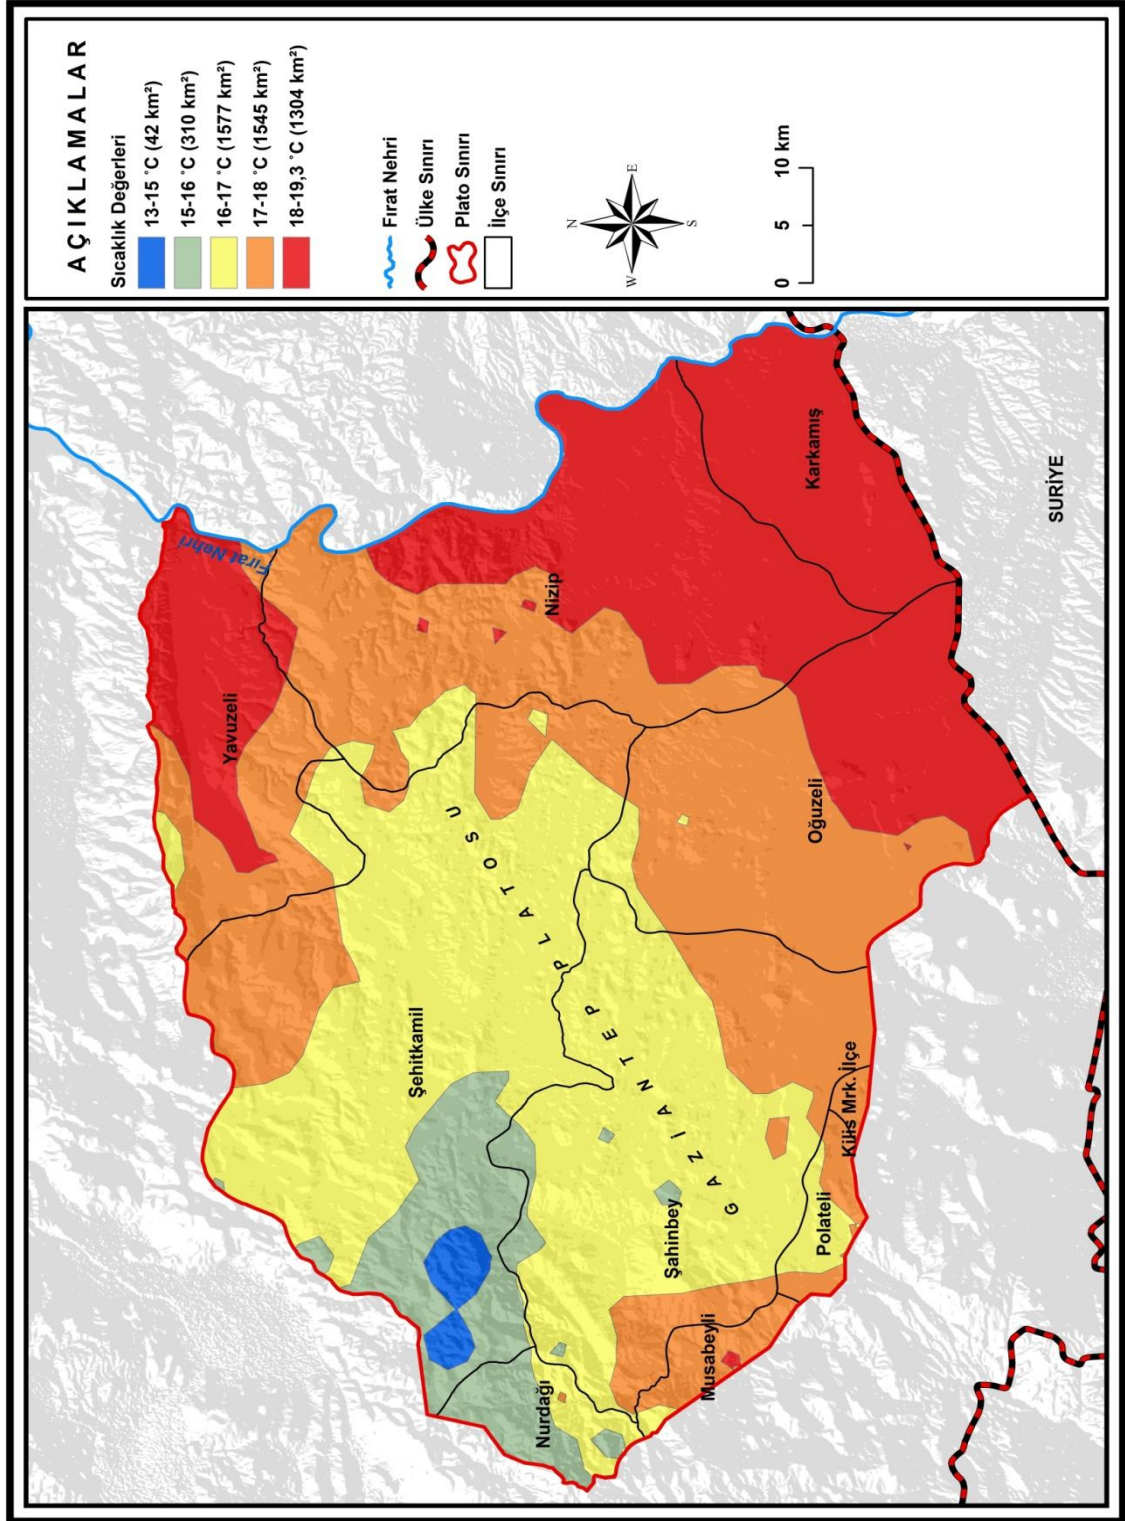 AÇIKLAMALAR
Sıcaklık Değerleri
13-15 ˚C (42 km²)
15-16 ˚C (310 km²)
16-17 ˚C (1577 km²)
17-18 ˚C (1545 km²)
18-19,3 ˚C (1304 km²)
Fırat Nehri
Ülke Sınırı
Plato Sınırı
İlçe Sınırı
N
W
E
S
0 5 10 km
Fırat Nehri
Yavuzeli
Nizip
Karkamış
SURİYE
Oğuzeli
Şehitkamil
GAZİANTEP PLATOSU
Şahinbey
Kilis Mrk. İlçe
Polateli
Musabeyli
Nurdağı